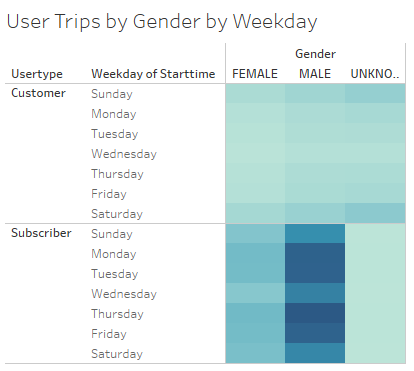 User Trips by Gender by Weekday
Gender
Usertype Weekday of Starttime FEMALE MALE UNKNO..
Customer Sunday
Monday
Tuesday
Wednesday
Thursday
Friday
Saturday
Subscriber Sunday
Monday
Tuesday
Wednesday
Thursday
Friday
Saturday